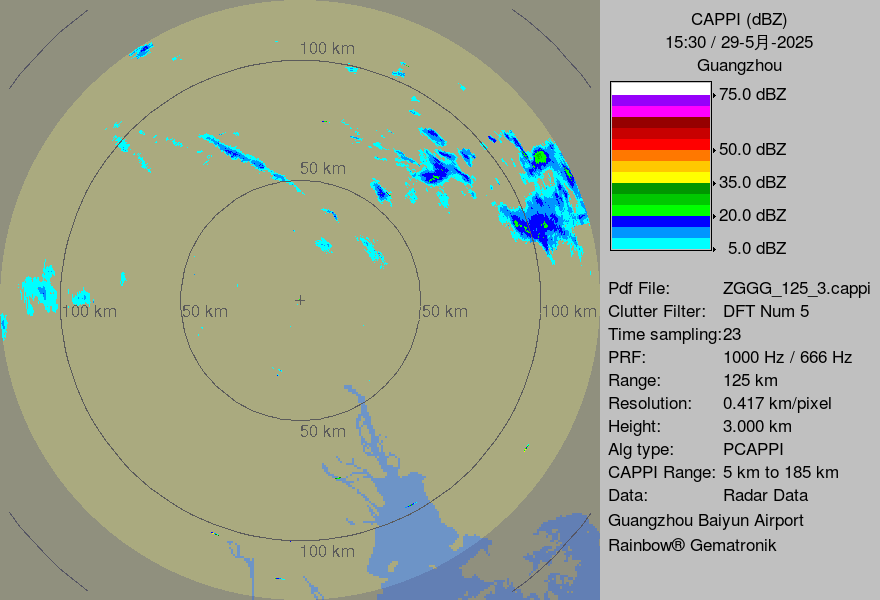 100 km
50 km
100 km
50 km
50 km
100 km
50 km
100 km
CAPPI (dBZ)
15:30 / 29-5月-2025
Guangzhou
75.0 dBZ
50.0 dBZ
35.0 dBZ
20.0 dBZ
5.0 dBZ
Pdf File: ZGGG_125_3.cappi
Clutter Filter: DFT Num 5
Time sampling:23
PRF: 1000 Hz / 666 Hz
Range: 125 km
Resolution: 0.417 km/pixel
Height: 3.000 km
Alg type: PCAPPI
CAPPI Range: 5 km to 185 km
Data: Radar Data
Guangzhou Baiyun Airport
Rainbow® Gematronik